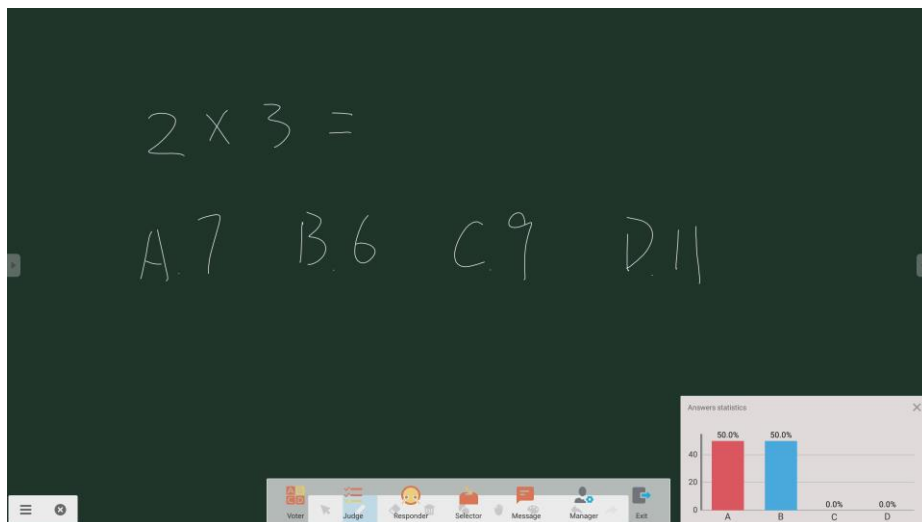 2 × 3 =
A.7 B.6 C.9 D.11
Answers statistics
50.0% 50.0%
40
20
0.0% 0.0%
0
A B C D
Voter Judge Responder Selector Message Manager Exit